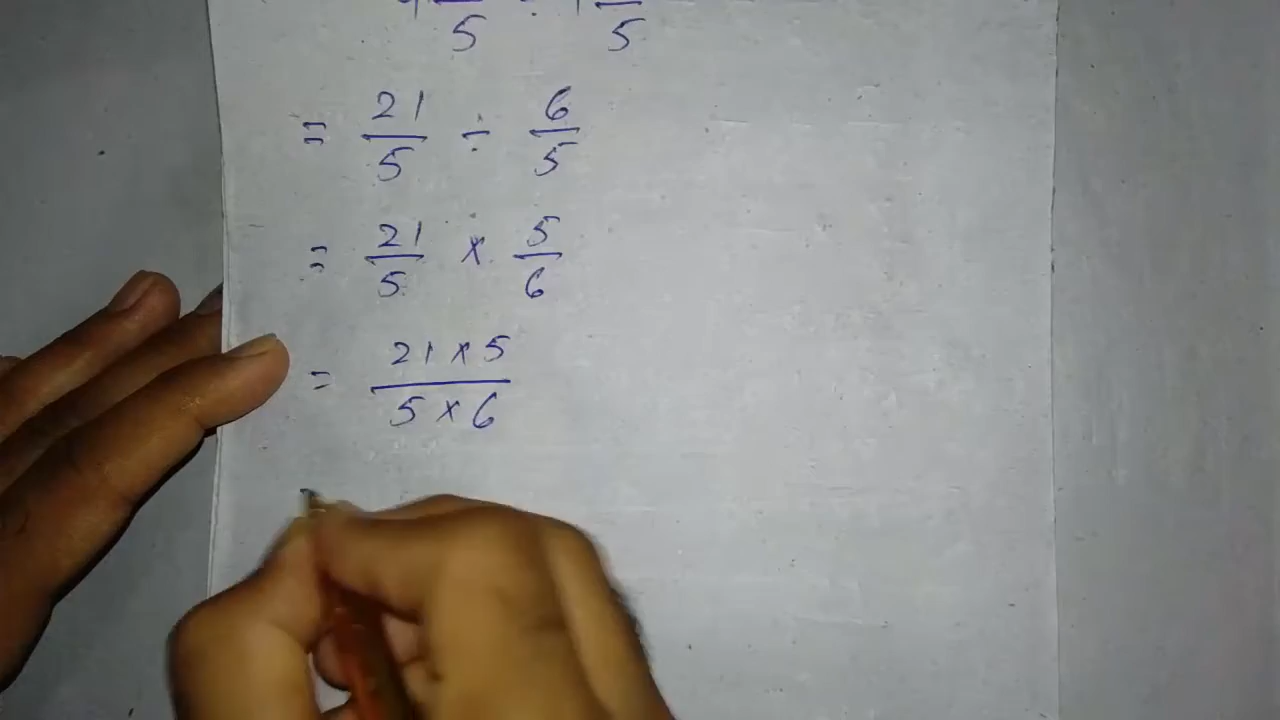 5 ÷ 5
= 21/5 ÷ 6/5
= 21/5 × 5/6
= 21 × 5 / 5 × 6